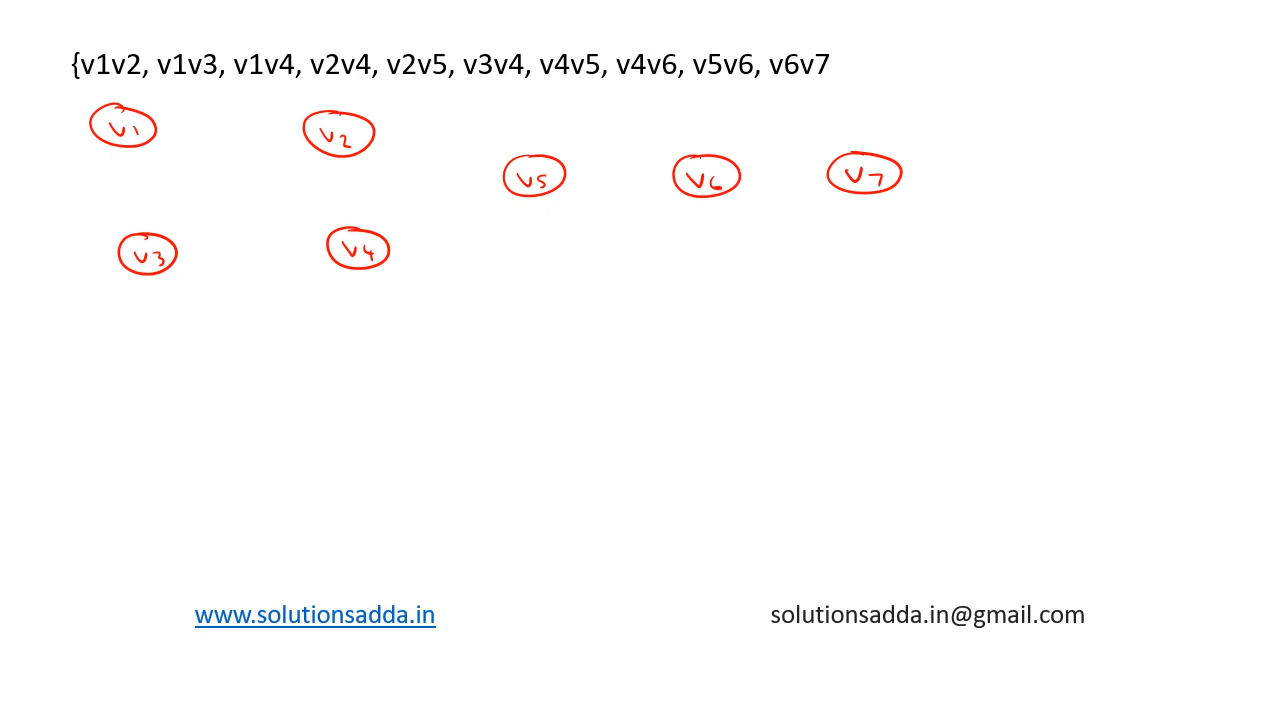 {v1v2, v1v3, v1v4, v2v4, v2v5, v3v4, v4v5, v4v6, v5v6, v6v7
v1 v2
v5 v6 v7
v3 v4
www.solutionsadda.in solutionsadda.in@gmail.com